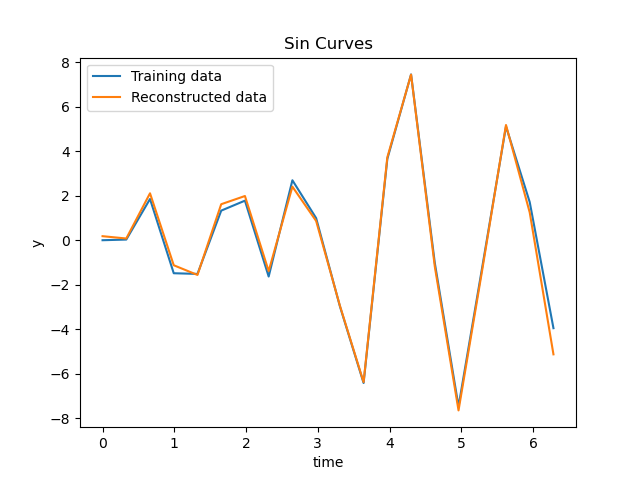 Sin Curves
Training data
Reconstructed data
8
6
4
2
0
−2
−4
−6
−8
y
0 1 2 3 4 5 6
time